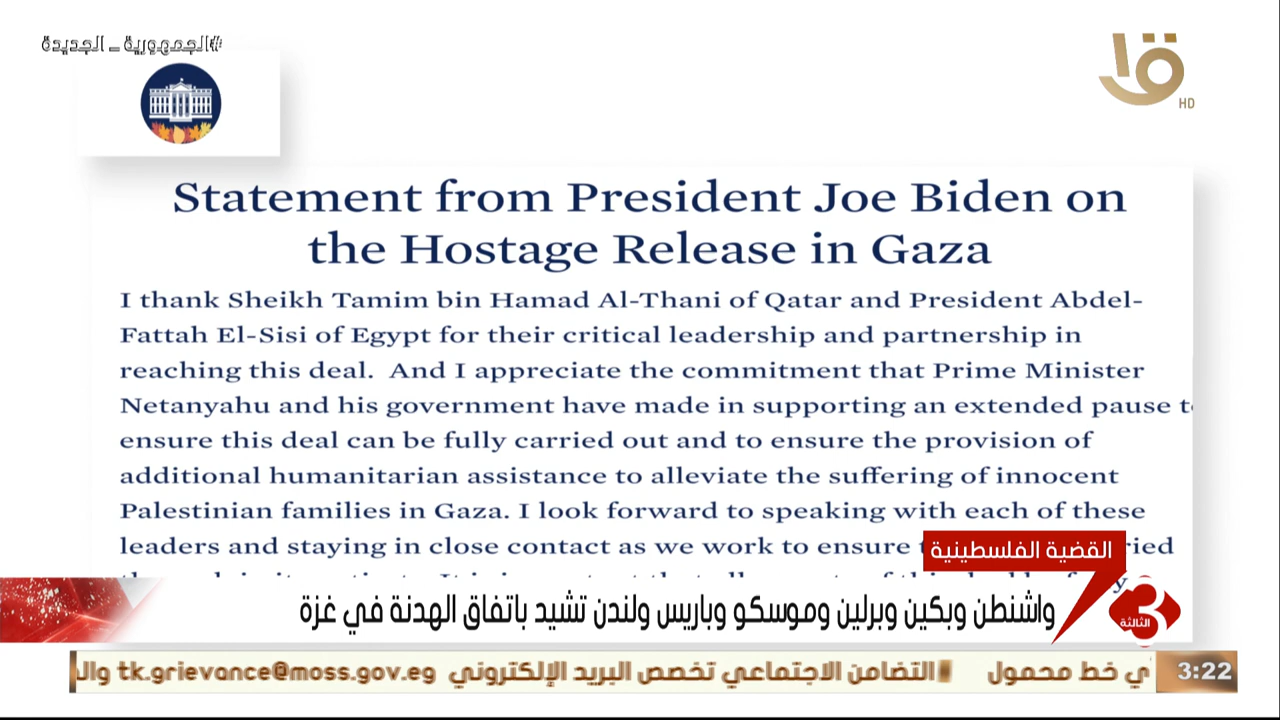 #الجمهورية_الجديدة
HD
Statement from President Joe Biden on
the Hostage Release in Gaza
I thank Sheikh Tamim bin Hamad Al-Thani of Qatar and President Abdel-
Fattah El-Sisi of Egypt for their critical leadership and partnership in
reaching this deal. And I appreciate the commitment that Prime Minister
Netanyahu and his government have made in supporting an extended pause
ensure this deal can be fully carried out and to ensure the provision of
additional humanitarian assistance to alleviate the suffering of innocent
Palestinian families in Gaza. I look forward to speaking with each of these
leaders and staying in close contact as we work to ensure
القضية الفلسطينية
واشنطن وبكين وبرلين وموسكو وباريس ولندن تشيد باتفاق الهدنة في غزة
3 الثالثة
ي خط محمول التضامن الاجتماعي تخصص البريد الإلكتروني tk.grievance@moss.gov.eg وال
3:22